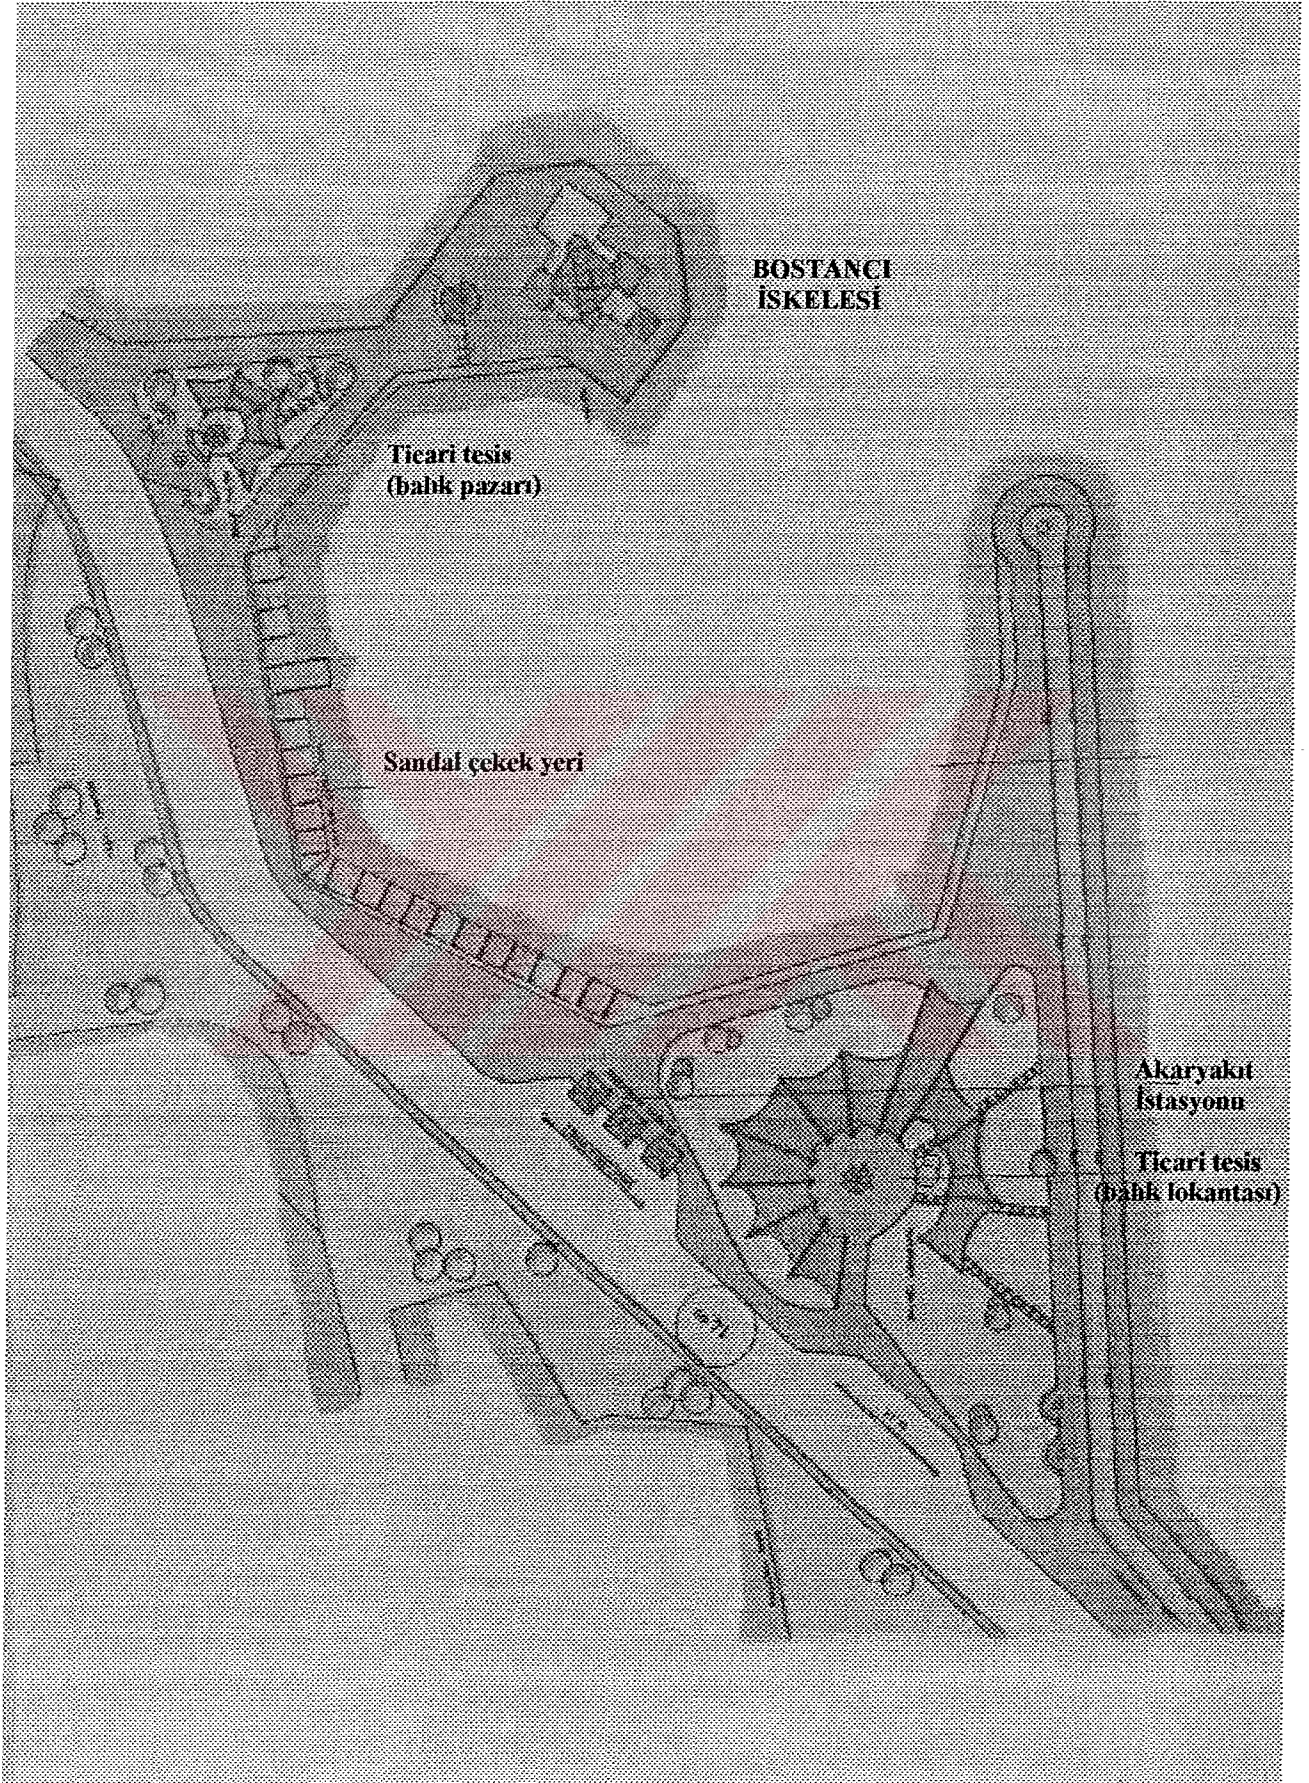 BOSTANCI
İSKELESİ
Ticari tesis
(balık pazarı)
Sandal çekek yeri
Akaryakıt
İstasyonu
Ticari tesis
(balık lokantası)